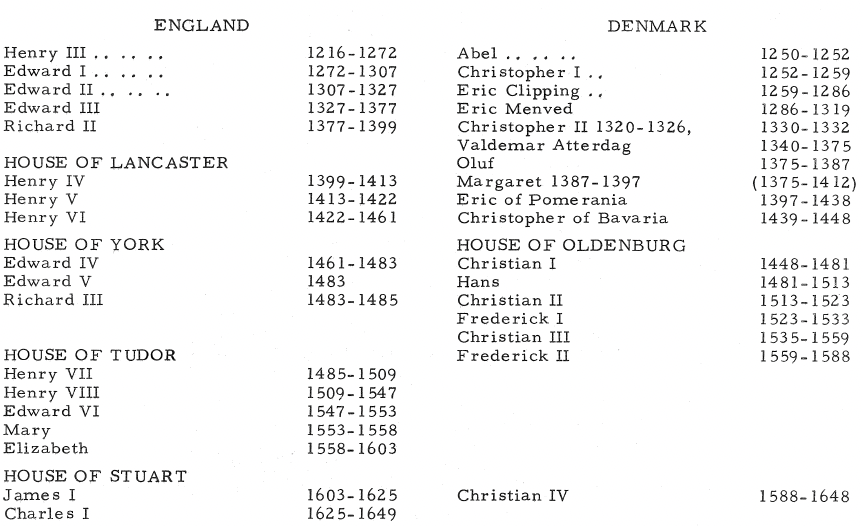 ENGLAND
Henry III . . . . . . 1216-1272
Edward I . . . . . . 1272-1307
Edward II . . . . . . 1307-1327
Edward III 1327-1377
Richard II 1377-1399
HOUSE OF LANCASTER
Henry IV 1399-1413
Henry V 1413-1422
Henry VI 1422-1461
HOUSE OF YORK
Edward IV 1461-1483
Edward V 1483
Richard III 1483-1485
HOUSE OF TUDOR
Henry VII 1485-1509
Henry VIII 1509-1547
Edward VI 1547-1553
Mary 1553-1558
Elizabeth 1558-1603
HOUSE OF STUART
James I 1603-1625
Charles I 1625-1649
DENMARK
Abel . . . . . . 1250-1252
Christopher I . . 1252-1259
Eric Clipping . . 1259-1286
Eric Menved 1286-1319
Christopher II 1320-1326, 1330-1332
Valdemar Atterdag 1340-1375
Oluf 1375-1387
Margaret 1387-1397 (1375-1412)
Eric of Pomerania 1397-1438
Christopher of Bavaria 1439-1448
HOUSE OF OLDENBURG
Christian I 1448-1481
Hans 1481-1513
Christian II 1513-1523
Frederick I 1523-1533
Christian III 1535-1559
Frederick II 1559-1588
Christian IV 1588-1648